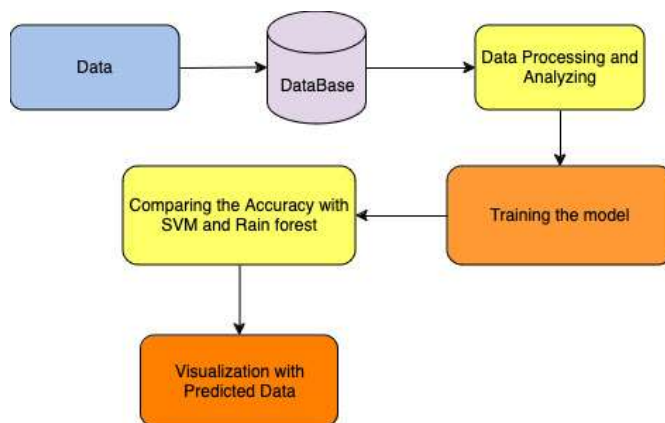 Data
DataBase
Data Processing and
Analyzing
Training the model
Comparing the Accuracy with
SVM and Rain forest
Visualization with
Predicted Data